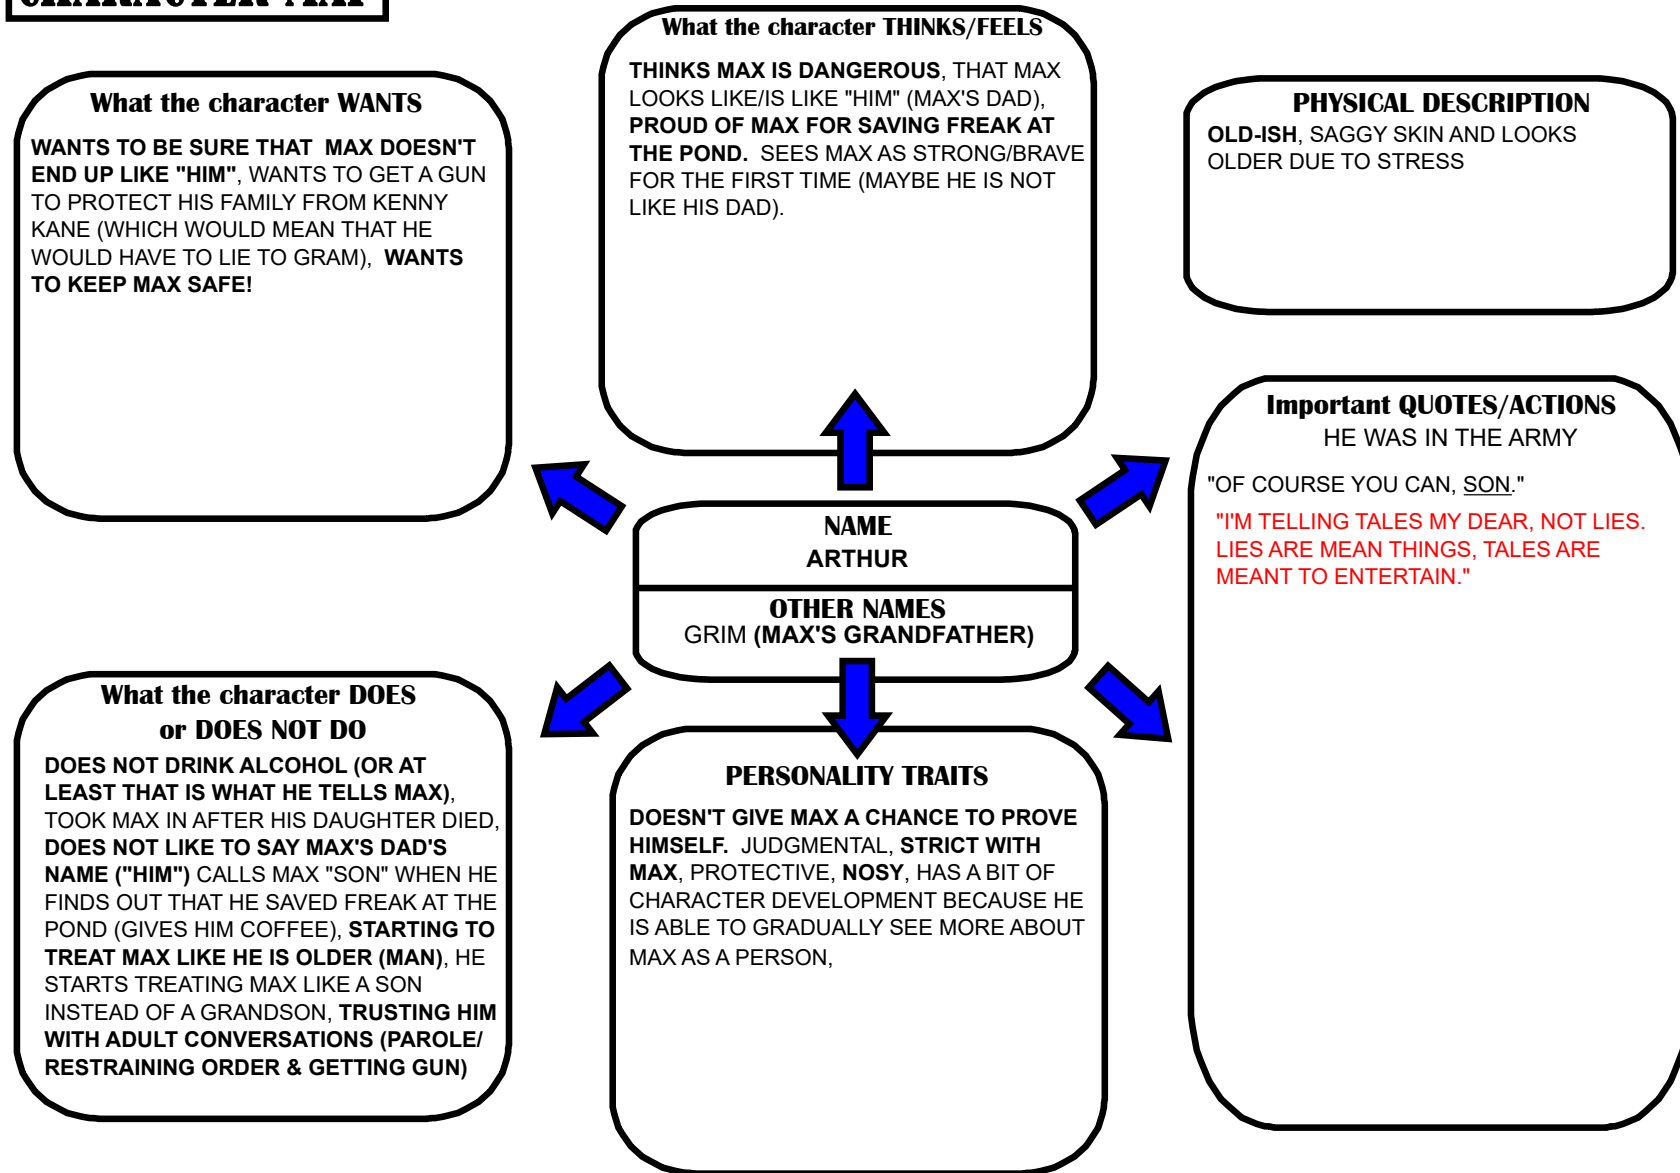 CHARACTER MAP
What the character THINKS/FEELS
THINKS MAX IS DANGEROUS, THAT MAX
LOOKS LIKE/IS LIKE "HIM" (MAX'S DAD),
PROUD OF MAX FOR SAVING FREAK AT
THE POND. SEES MAX AS STRONG/BRAVE
FOR THE FIRST TIME (MAYBE HE IS NOT
LIKE HIS DAD).
What the character WANTS
WANTS TO BE SURE THAT MAX DOESN'T
END UP LIKE "HIM", WANTS TO GET A GUN
TO PROTECT HIS FAMILY FROM KENNY
KANE (WHICH WOULD MEAN THAT HE
WOULD HAVE TO LIE TO GRAM), WANTS
TO KEEP MAX SAFE!
PHYSICAL DESCRIPTION
OLD-ISH, SAGGY SKIN AND LOOKS
OLDER DUE TO STRESS
Important QUOTES/ACTIONS
HE WAS IN THE ARMY
"OF COURSE YOU CAN, SON."
"I'M TELLING TALES MY DEAR, NOT LIES.
LIES ARE MEAN THINGS, TALES ARE
MEANT TO ENTERTAIN."
NAME
ARTHUR
OTHER NAMES
GRIM (MAX'S GRANDFATHER)
What the character DOES
or DOES NOT DO
DOES NOT DRINK ALCOHOL (OR AT
LEAST THAT IS WHAT HE TELLS MAX),
TOOK MAX IN AFTER HIS DAUGHTER DIED,
DOES NOT LIKE TO SAY MAX'S DAD'S
NAME ("HIM") CALLS MAX "SON" WHEN HE
FINDS OUT THAT HE SAVED FREAK AT THE
POND (GIVES HIM COFFEE), STARTING TO
TREAT MAX LIKE HE IS OLDER (MAN), HE
STARTS TREATING MAX LIKE A SON
INSTEAD OF A GRANDSON, TRUSTING HIM
WITH ADULT CONVERSATIONS (PAROLE/
RESTRAINING ORDER & GETTING GUN)
PERSONALITY TRAITS
DOESN'T GIVE MAX A CHANCE TO PROVE
HIMSELF. JUDGMENTAL, STRICT WITH
MAX, PROTECTIVE, NOSY, HAS A BIT OF
CHARACTER DEVELOPMENT BECAUSE HE
IS ABLE TO GRADUALLY SEE MORE ABOUT
MAX AS A PERSON,